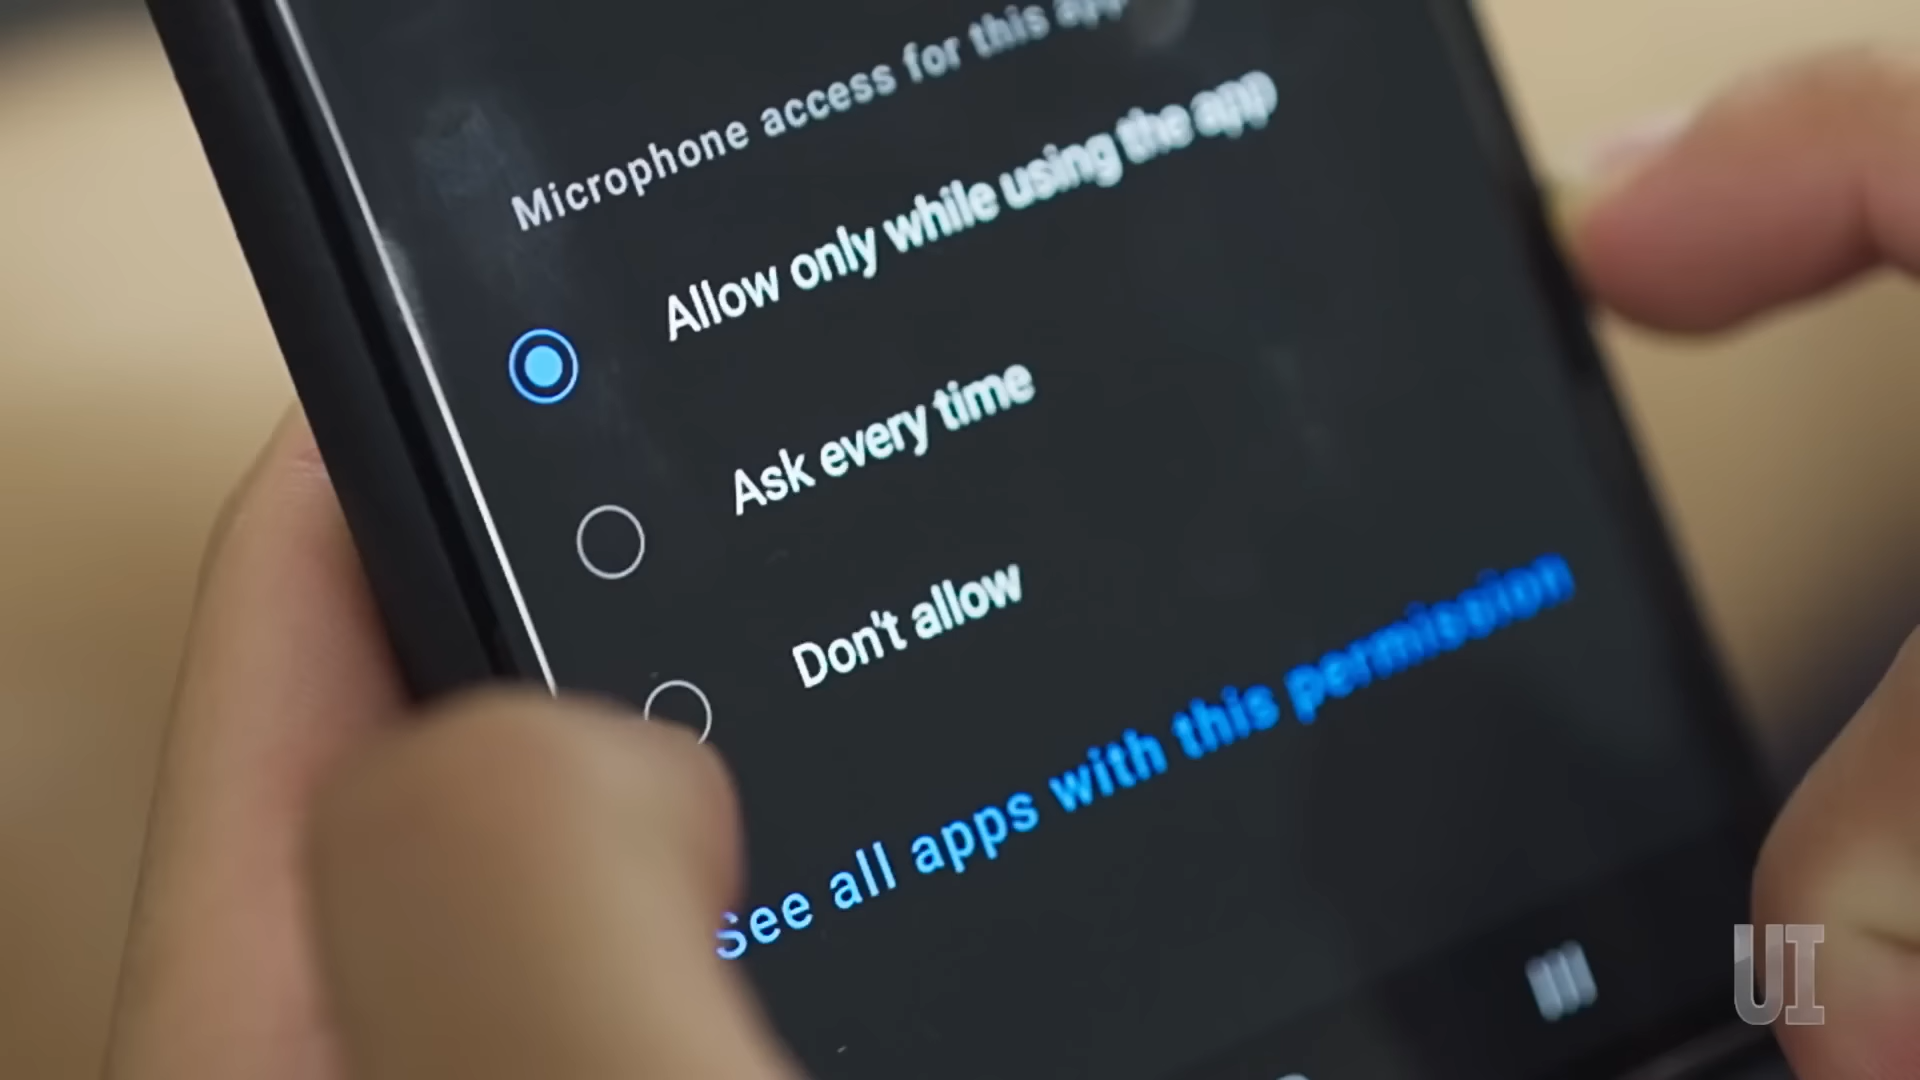 Microphone access for this app
Allow only while using the app
Ask every time
Don't allow
See all apps with this permission
UI